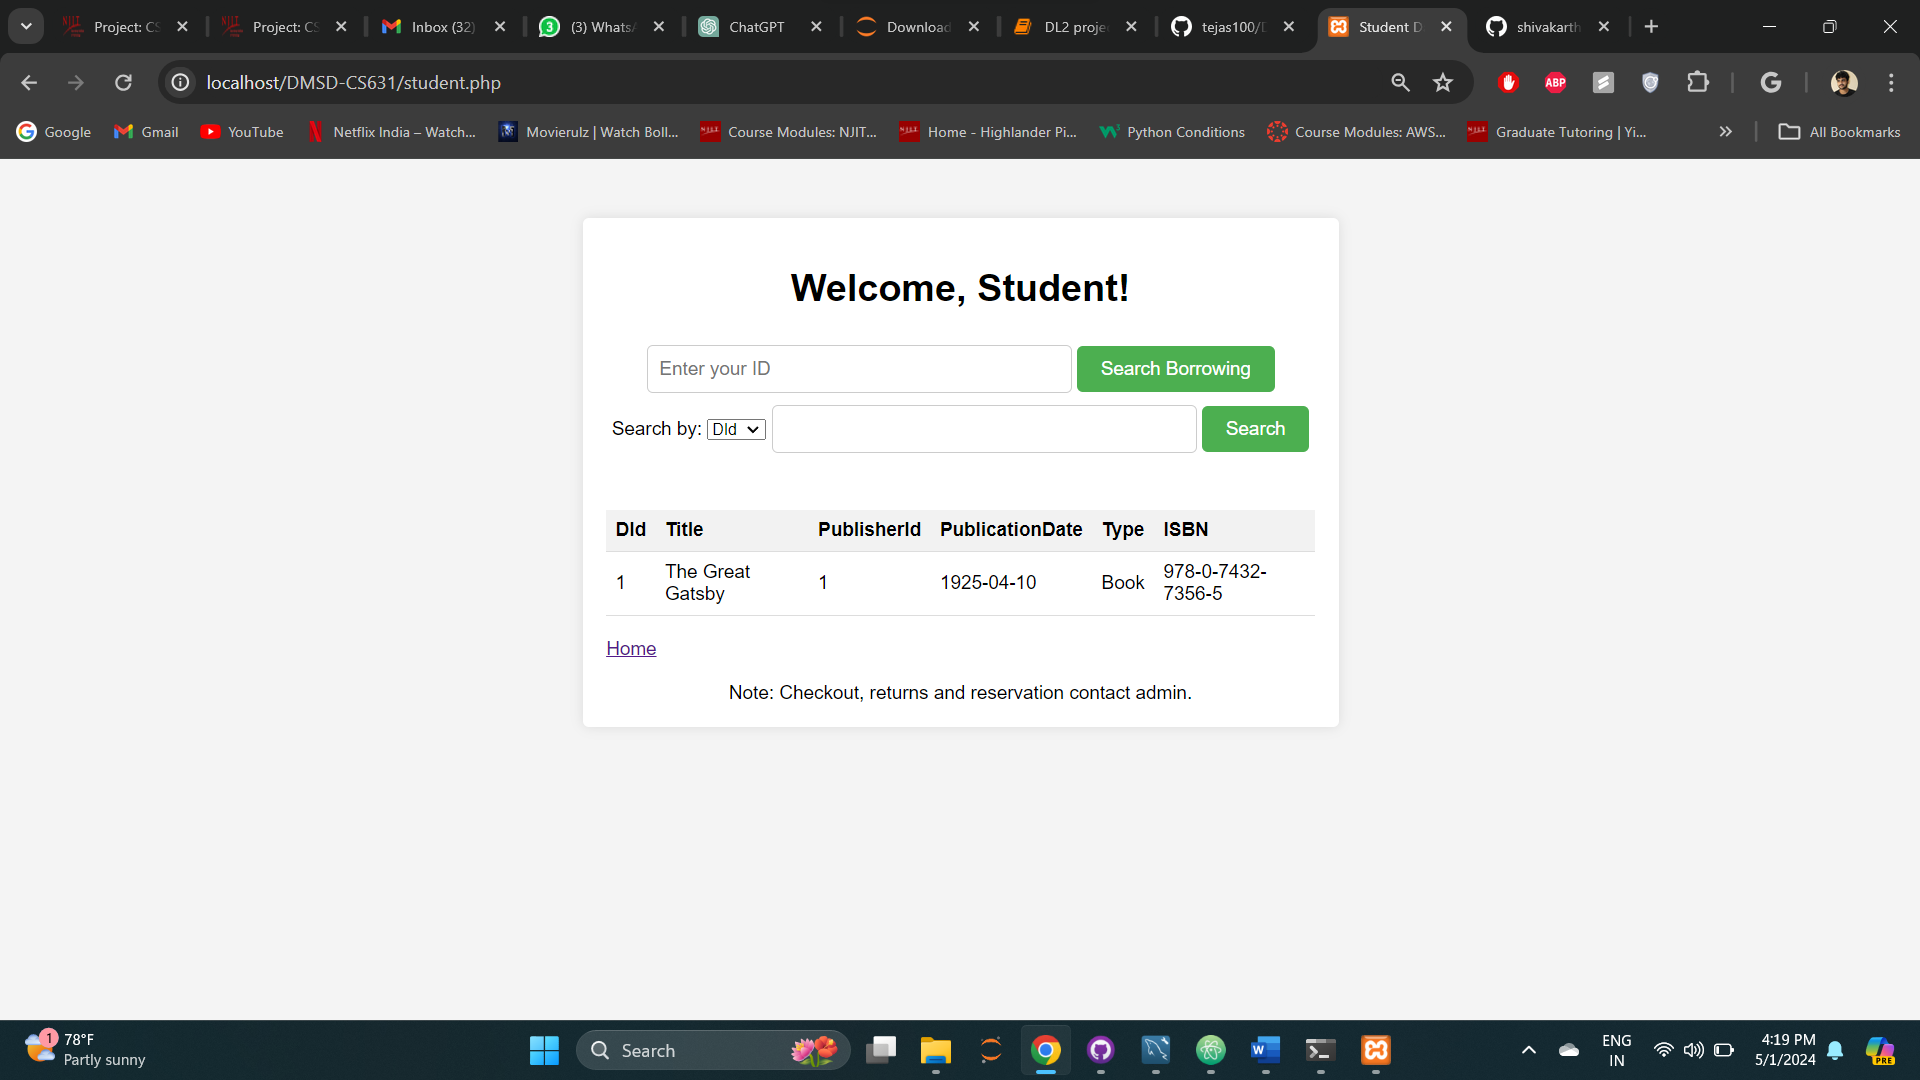 Project: CS
Project: CS
Inbox (32)
3
(3) Whats
ChatGPT
Download
DL2 proje
tejas100/D
Student D
shivakarth
localhost/DMSD-CS631/student.php
ABP
Google
Gmail
YouTube
Netflix India – Watch...
Movierulz | Watch Boll...
Course Modules: NJIT...
Home - Highlander Pi...
Python Conditions
Course Modules: AWS...
Graduate Tutoring | Yi...
All Bookmarks
Welcome, Student!
Enter your ID
Search Borrowing
Search by: DId
Search
DId Title PublisherId PublicationDate Type ISBN
1 The Great Gatsby 1 1925-04-10 Book 978-0-7432-7356-5
Home
Note: Checkout, returns and reservation contact admin.
1
78°F
Partly sunny
Search
ENG
IN
4:19 PM
5/1/2024
PRE